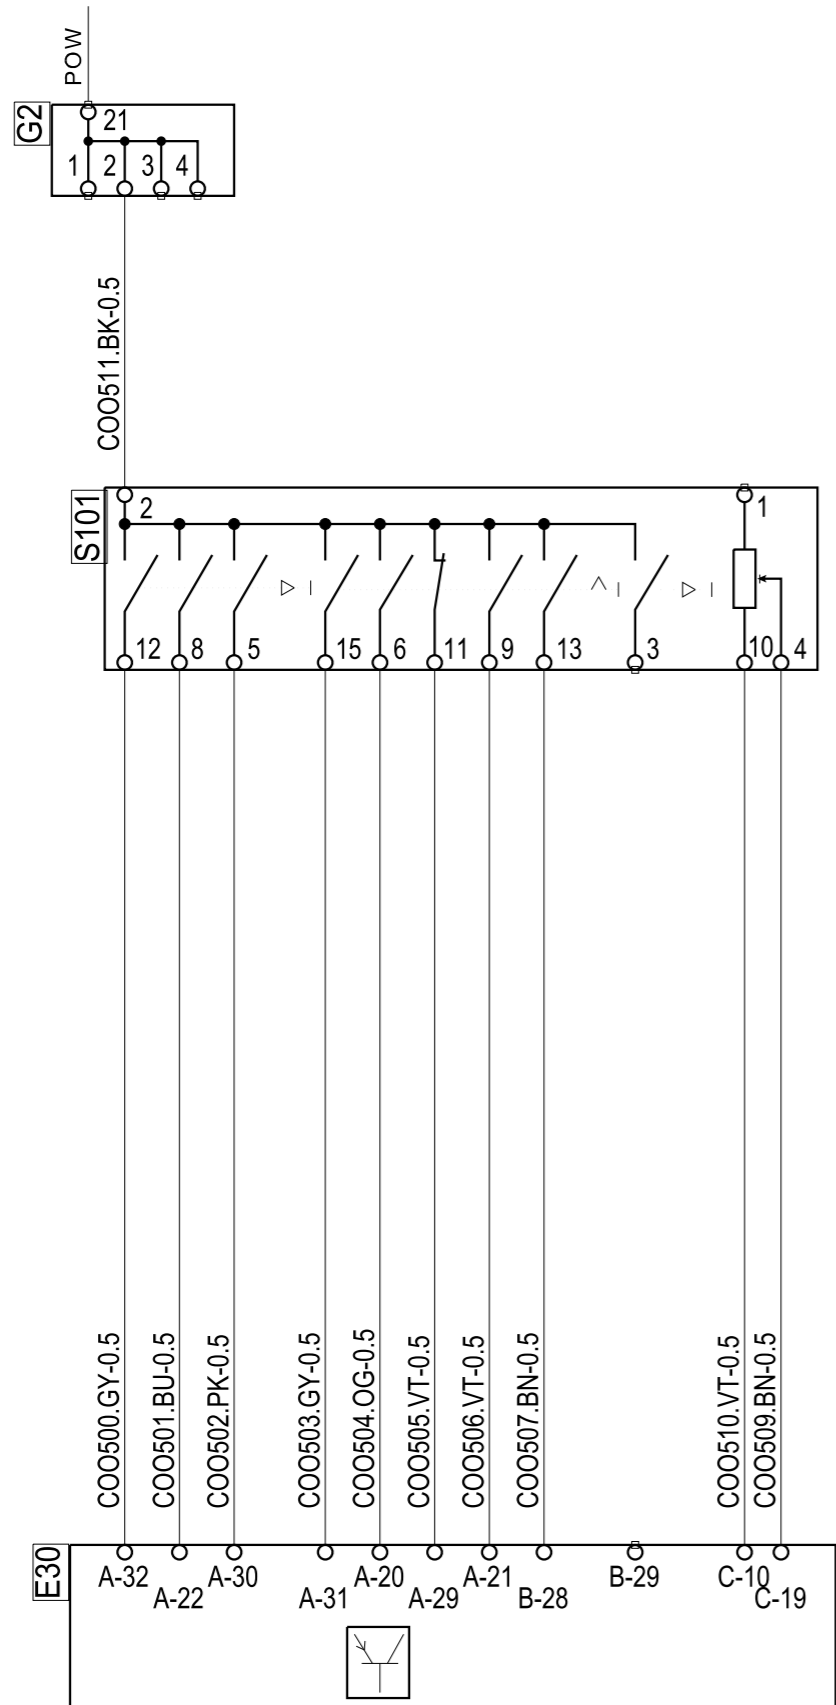 POW
G2
21
1 2 3 4
COO511.BK-0.5
S101
2 1
12 8 5 15 6 11 9 13 3 10 4
COO500.GY-0.5
COO501.BU-0.5
COO502.PK-0.5
COO503.GY-0.5
COO504.OG-0.5
COO505.VT-0.5
COO506.VT-0.5
COO507.BN-0.5
COO510.VT-0.5
COO509.BN-0.5
E30
A-32 A-30 A-20 A-21 B-29 C-10
A-22 A-31 A-29 B-28 C-19